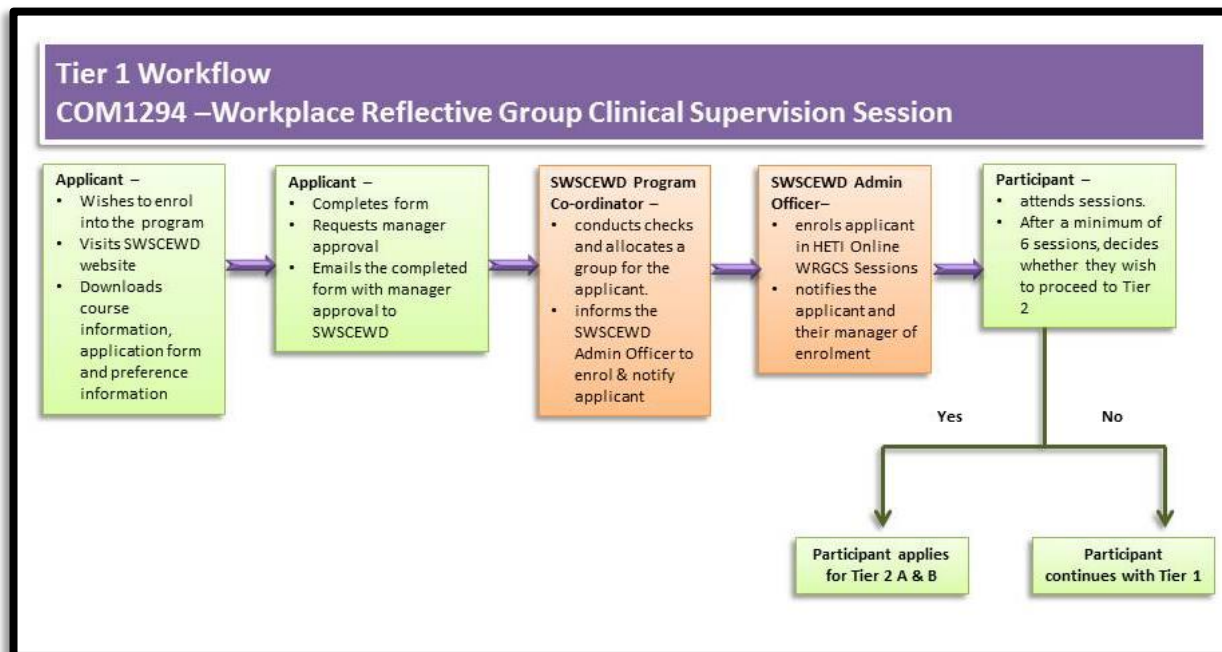 Tier 1 Workflow
COM1294 –Workplace Reflective Group Clinical Supervision Session
Applicant –
• Wishes to enrol
into the program
• Visits SWSCEWD
website
• Downloads
course
information,
application form
and preference
information
Applicant –
• Completes form
• Requests manager
approval
• Emails the completed
form with manager
approval to
SWSCEWD
SWSCEWD Program
Co-ordinator –
• conducts checks
and allocates a
group for the
applicant.
• informs the
SWSCEWD
Admin Officer to
enrol & notify
applicant
SWSCEWD Admin
Officer–
• enrols applicant
in HETI Online
WRGCS Sessions
• notifies the
applicant and
their manager of
enrolment
Participant –
• attends sessions.
• After a minimum of
6 sessions, decides
whether they wish
to proceed to Tier
2
Yes
No
Participant applies
for Tier 2 A & B
Participant
continues with Tier 1